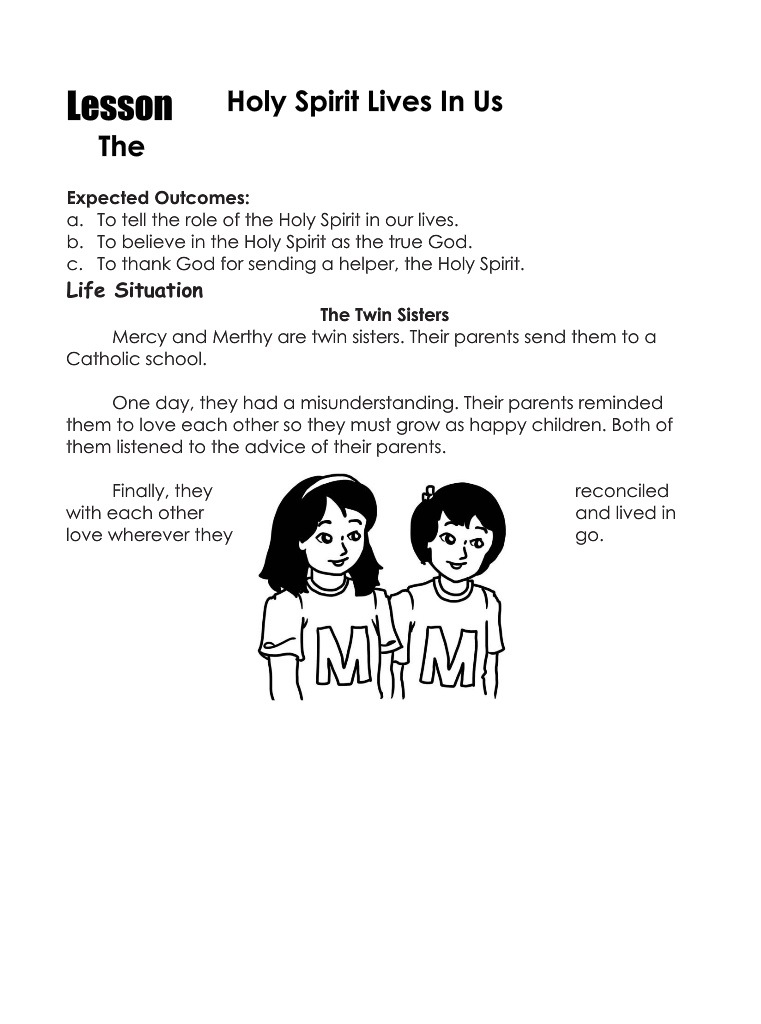 Lesson Holy Spirit Lives In Us
The
Expected Outcomes:
a. To tell the role of the Holy Spirit in our lives.
b. To believe in the Holy Spirit as the true God.
c. To thank God for sending a helper, the Holy Spirit.
Life Situation
The Twin Sisters
Mercy and Merthy are twin sisters. Their parents send them to a
Catholic school.
One day, they had a misunderstanding. Their parents reminded
them to love each other so they must grow as happy children. Both of
them listened to the advice of their parents.
Finally, they reconciled
with each other and lived in
love wherever they go.
M M